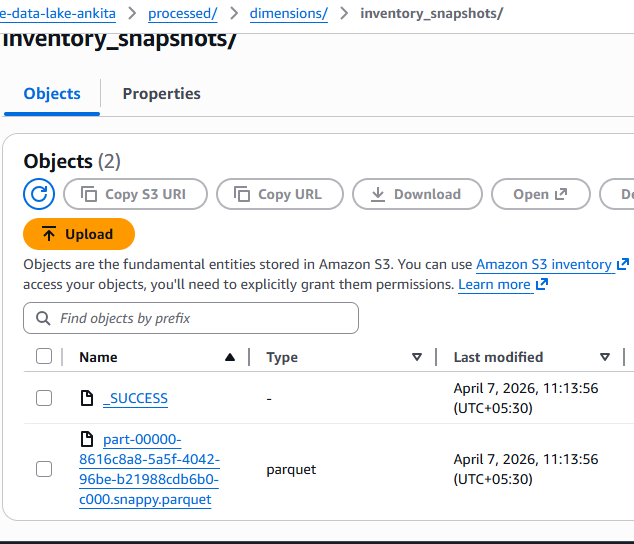 e-data-lake-ankita > processed/ > dimensions/ > inventory_snapshots/
inventory_snapshots/
Objects Properties
Objects (2)
Copy S3 URI Copy URL Download Open
Upload
Objects are the fundamental entities stored in Amazon S3. You can use Amazon S3 inventory
access your objects, you'll need to explicitly grant them permissions. Learn more
Find objects by prefix
Name Type Last modified
_SUCCESS - April 7, 2026, 11:13:56
(UTC+05:30)
part-00000-
8616c8a8-5a5f-4042-
96be-b21988cdb6b0-
c000.snappy.parquet
parquet
April 7, 2026, 11:13:56
(UTC+05:30)